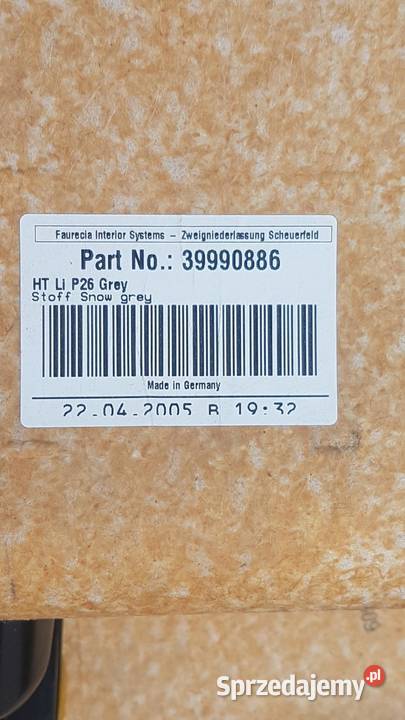 Faurecia Interior Systems – Zweigniederlassung Scheuerfeld
Part No.: 39990886
HT Li P26 Grey
Stoff Snow grey
Made in Germany
22.04.2005 B 19:32
Sprzedajemy.pl